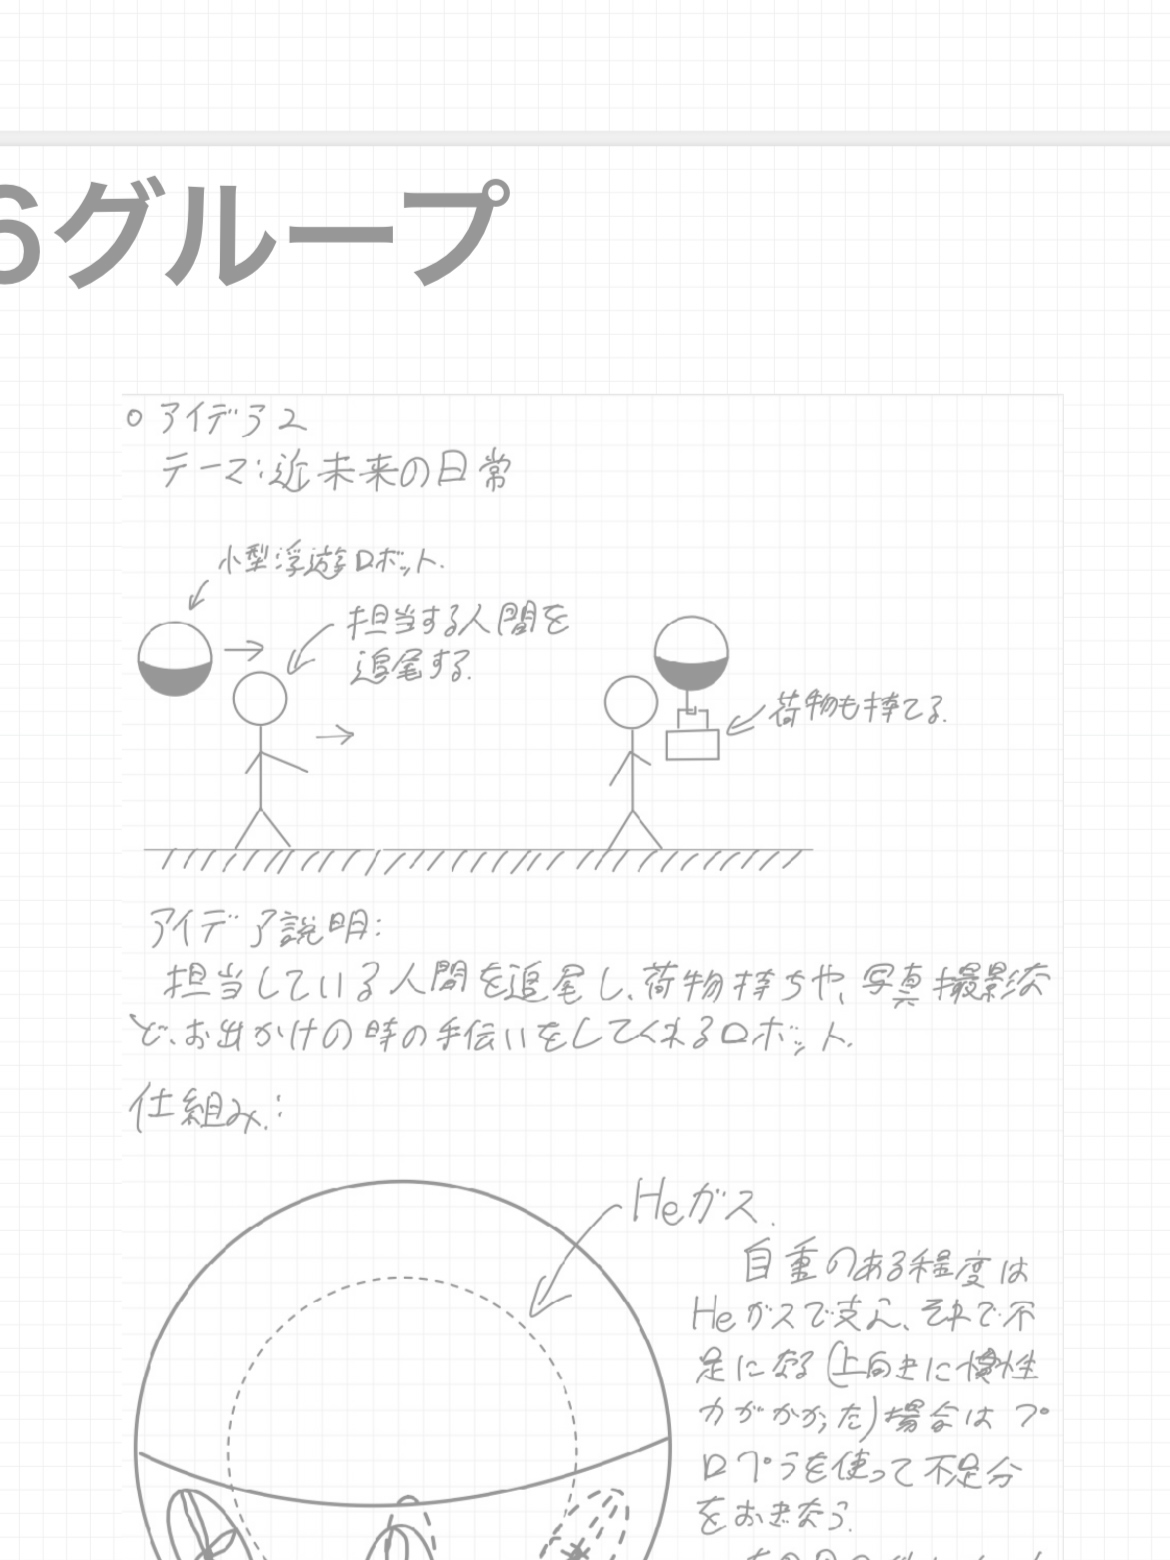 6グループ
○ アイデア2
テーマ:近未来の日常
小型浮遊ロボット.
担当する人間を
追尾する.
荷物も持てる.
アイデア説明:
担当している人間を追尾し、荷物持ちや、写真撮影な
ど、お出かけの時の手伝いをしてくれるロボット.
仕組み:
Heガス.
自重のある程度は
Heガスで支え、それで不
足になる(上向きに慣性
力がかかった)場合はプ
ロペラを使って不足分
をおぎなう.